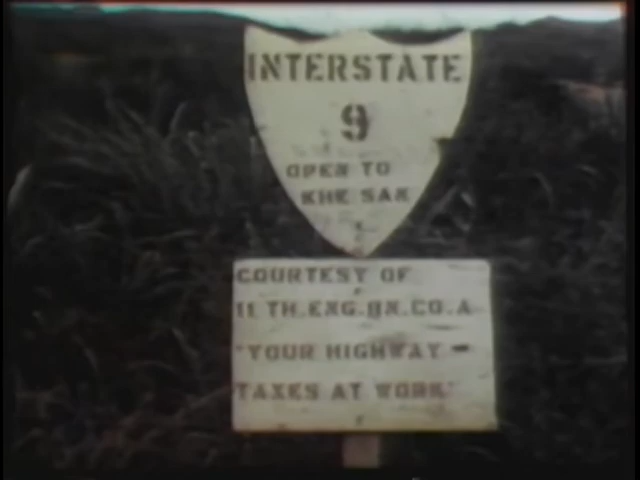 INTERSTATE
9
OPEN TO
KHE SAN
COURTESY OF
11 TH.ENG.BN.CO.A
"YOUR HIGHWAY
TAXES AT WORK"